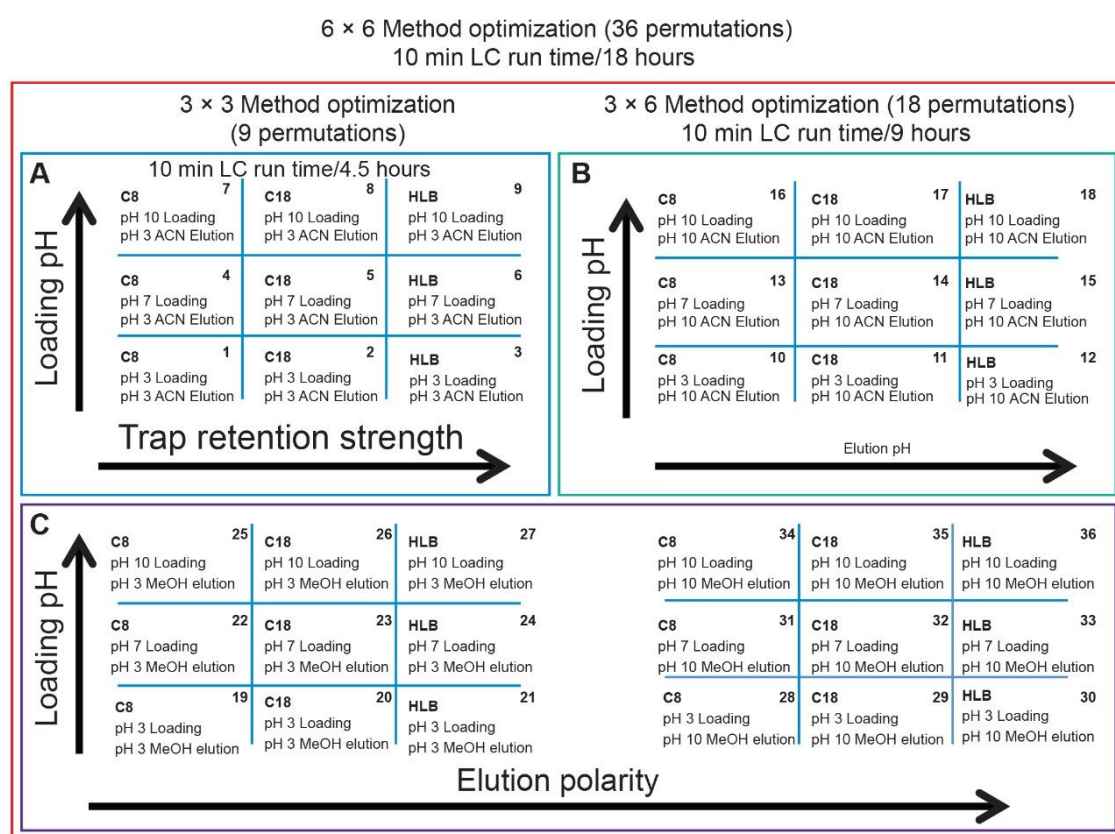 6 × 6 Method optimization (36 permutations)
10 min LC run time/18 hours
3 × 3 Method optimization
(9 permutations)
3 × 6 Method optimization (18 permutations)
10 min LC run time/9 hours
A
10 min LC run time/4.5 hours
Loading pH
C8 7
pH 10 Loading
pH 3 ACN Elution
C18 8
pH 10 Loading
pH 3 ACN Elution
HLB 9
pH 10 Loading
pH 3 ACN Elution
C8 4
pH 7 Loading
pH 3 ACN Elution
C18 5
pH 7 Loading
pH 3 ACN Elution
HLB 6
pH 7 Loading
pH 3 ACN Elution
C8 1
pH 3 Loading
pH 3 ACN Elution
C18 2
pH 3 Loading
pH 3 ACN Elution
HLB 3
pH 3 Loading
pH 3 ACN Elution
Trap retention strength
B
Loading pH
C8 16
pH 10 Loading
pH 10 ACN Elution
C18 17
pH 10 Loading
pH 10 ACN Elution
HLB 18
pH 10 Loading
pH 10 ACN Elution
C8 13
pH 7 Loading
pH 10 ACN Elution
C18 14
pH 7 Loading
pH 10 ACN Elution
HLB 15
pH 7 Loading
pH 10 ACN Elution
C8 10
pH 3 Loading
pH 10 ACN Elution
C18 11
pH 3 Loading
pH 10 ACN Elution
HLB 12
pH 3 Loading
pH 10 ACN Elution
Elution pH
C
Loading pH
C8 25
pH 10 Loading
pH 3 MeOH elution
C18 26
pH 10 Loading
pH 3 MeOH elution
HLB 27
pH 10 Loading
pH 3 MeOH elution
C8 22
pH 7 Loading
pH 3 MeOH elution
C18 23
pH 7 Loading
pH 3 MeOH elution
HLB 24
pH 7 Loading
pH 3 MeOH elution
C8 19
pH 3 Loading
pH 3 MeOH elution
C18 20
pH 3 Loading
pH 3 MeOH elution
HLB 21
pH 3 Loading
pH 3 MeOH elution
C8 34
pH 10 Loading
pH 10 MeOH elution
C18 35
pH 10 Loading
pH 10 MeOH elution
HLB 36
pH 10 Loading
pH 10 MeOH elution
C8 31
pH 7 Loading
pH 10 MeOH elution
C18 32
pH 7 Loading
pH 10 MeOH elution
HLB 33
pH 7 Loading
pH 10 MeOH elution
C8 28
pH 3 Loading
pH 10 MeOH elution
C18 29
pH 3 Loading
pH 10 MeOH elution
HLB 30
pH 3 Loading
pH 10 MeOH elution
Elution polarity